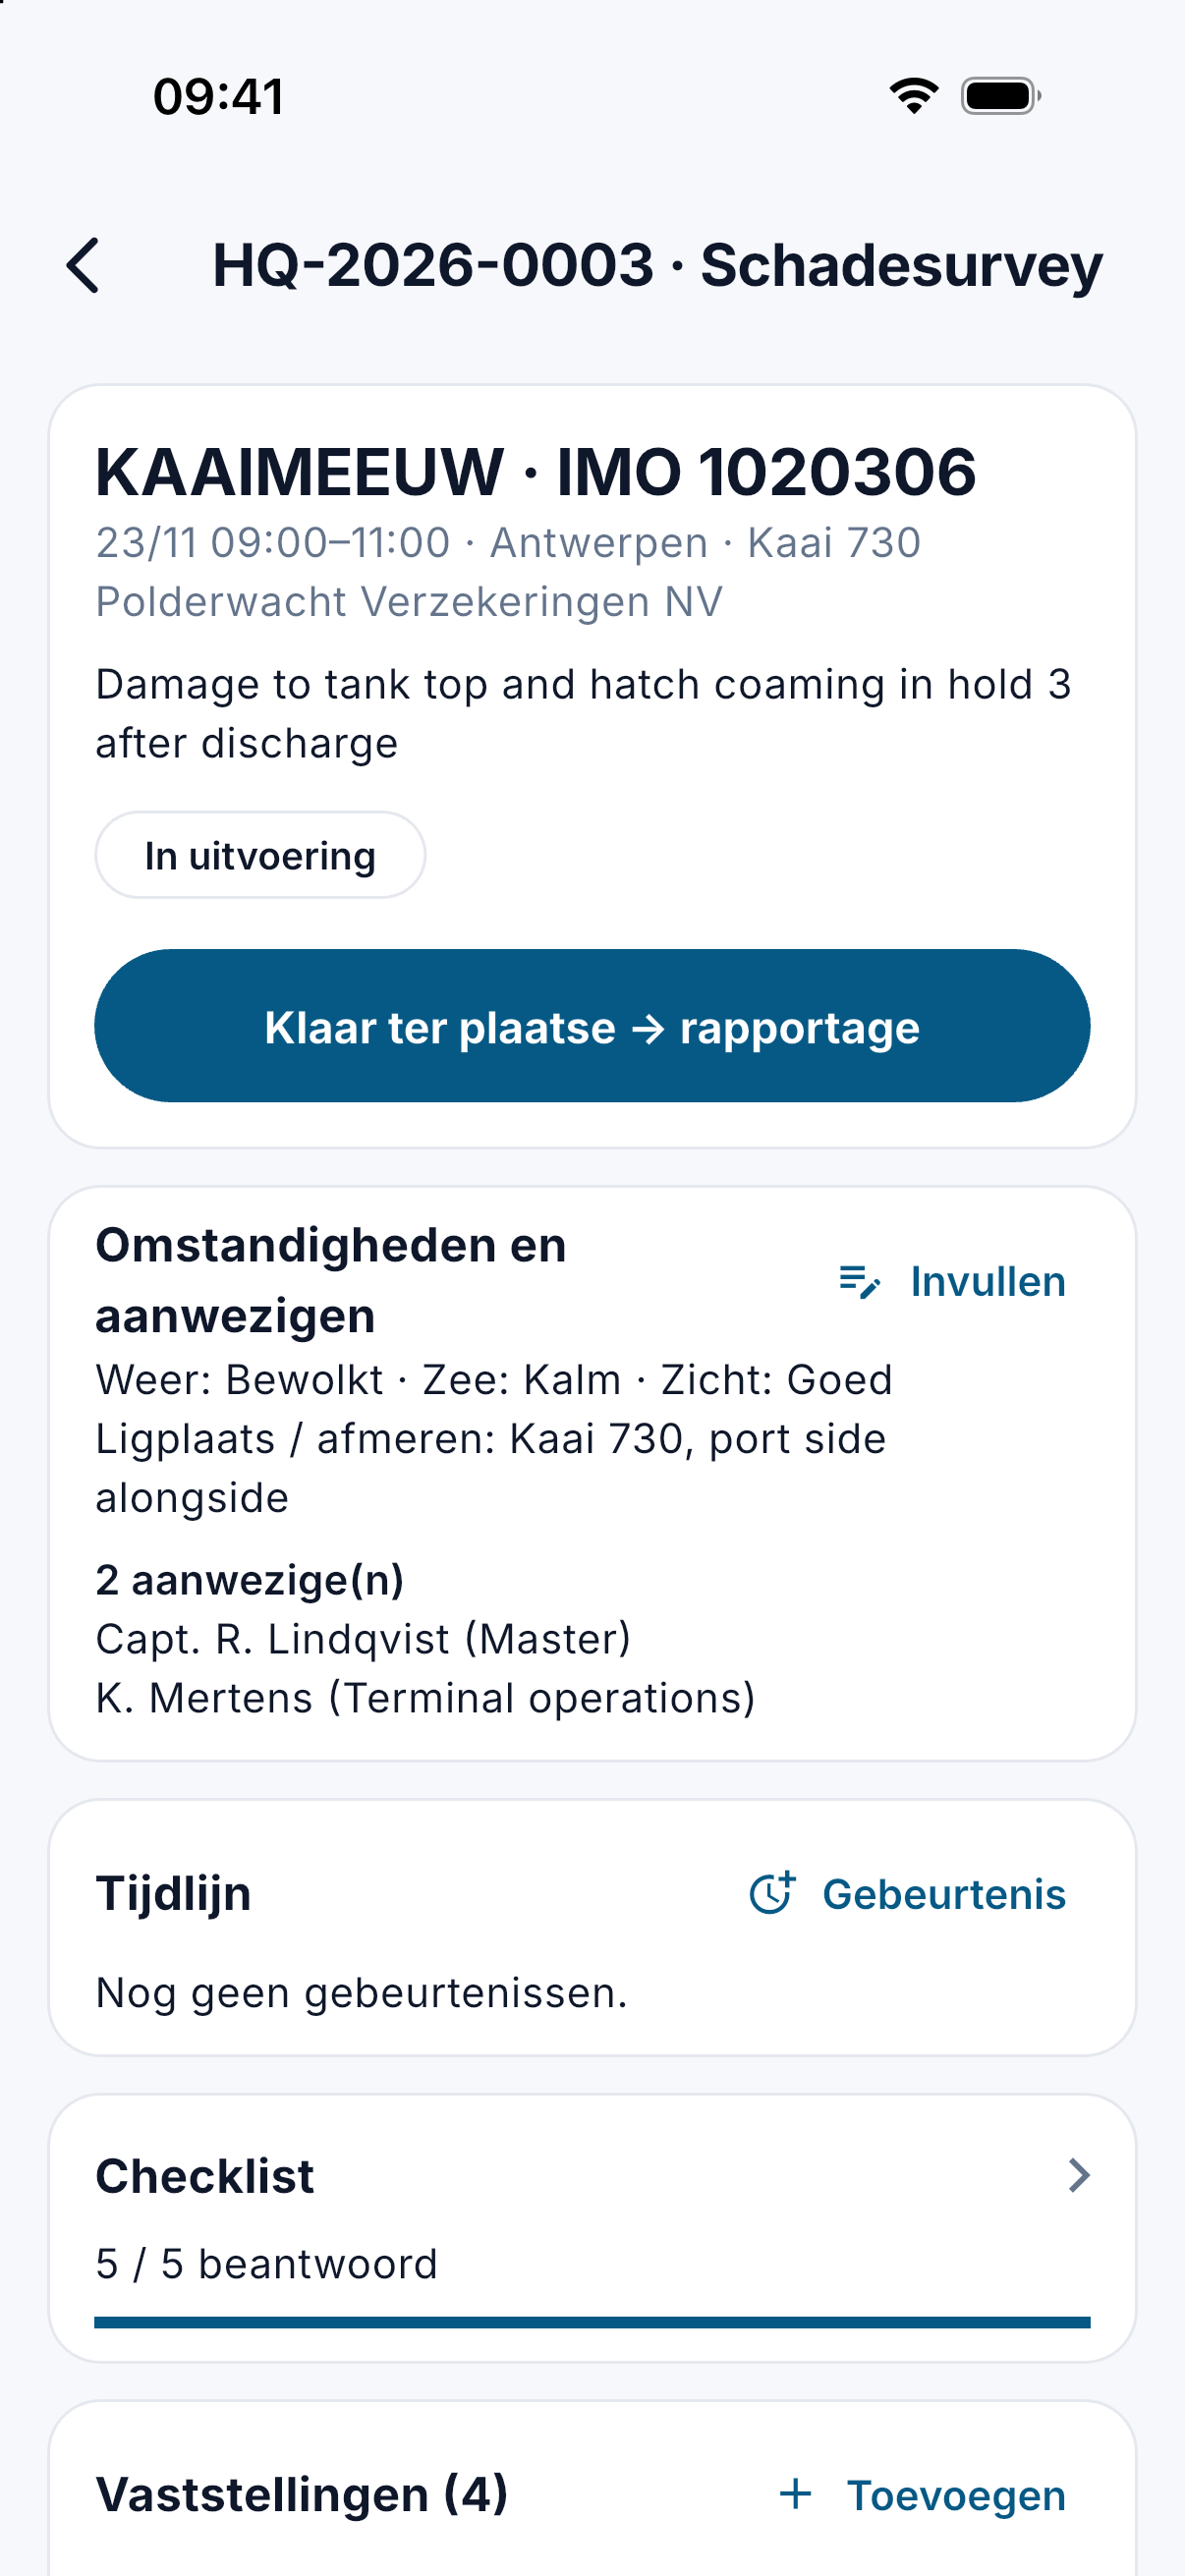 09:41
HQ-2026-0003 · Schadesurvey
KAAIMEEUW · IMO 1020306
23/11 09:00–11:00 · Antwerpen · Kaai 730
Polderwacht Verzekeringen NV
Damage to tank top and hatch coaming in hold 3
after discharge
In uitvoering
Klaar ter plaatse → rapportage
Omstandigheden en
aanwezigen
Invullen
Weer: Bewolkt · Zee: Kalm · Zicht: Goed
Ligplaats / afmeren: Kaai 730, port side
alongside
2 aanwezige(n)
Capt. R. Lindqvist (Master)
K. Mertens (Terminal operations)
Tijdlijn
Gebeurtenis
Nog geen gebeurtenissen.
Checklist
5 / 5 beantwoord
Vaststellingen (4)
+ Toevoegen